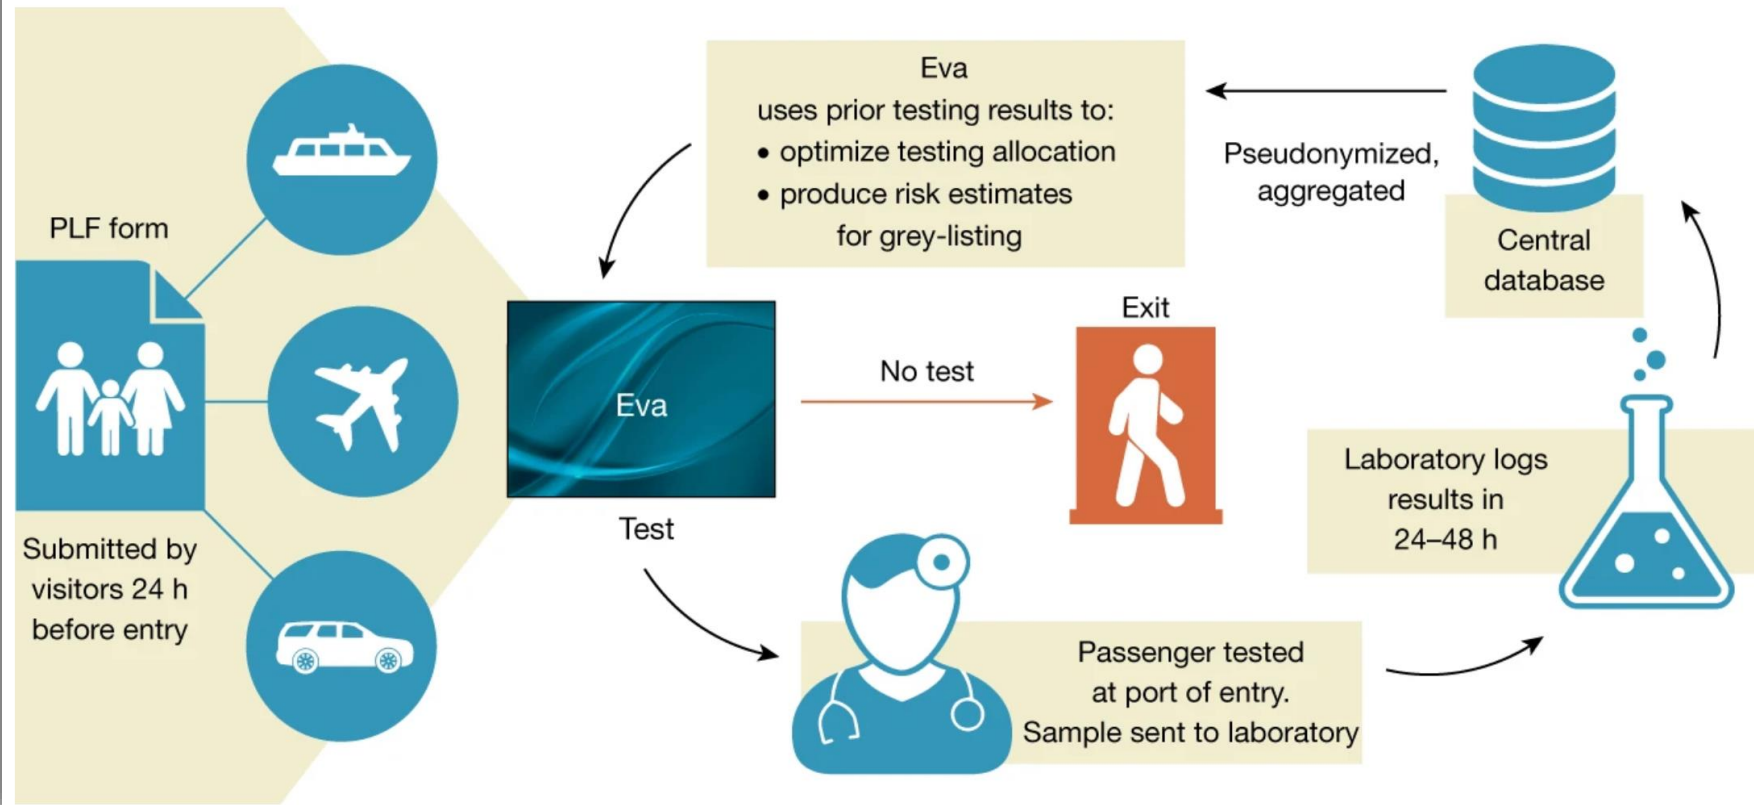 PLF form
Submitted by
visitors 24 h
before entry
Eva
uses prior testing results to:
• optimize testing allocation
• produce risk estimates
for grey-listing
Pseudonymized,
aggregated
Central
database
Eva
No test
Exit
Test
Laboratory logs
results in
24–48 h
Passenger tested
at port of entry.
Sample sent to laboratory